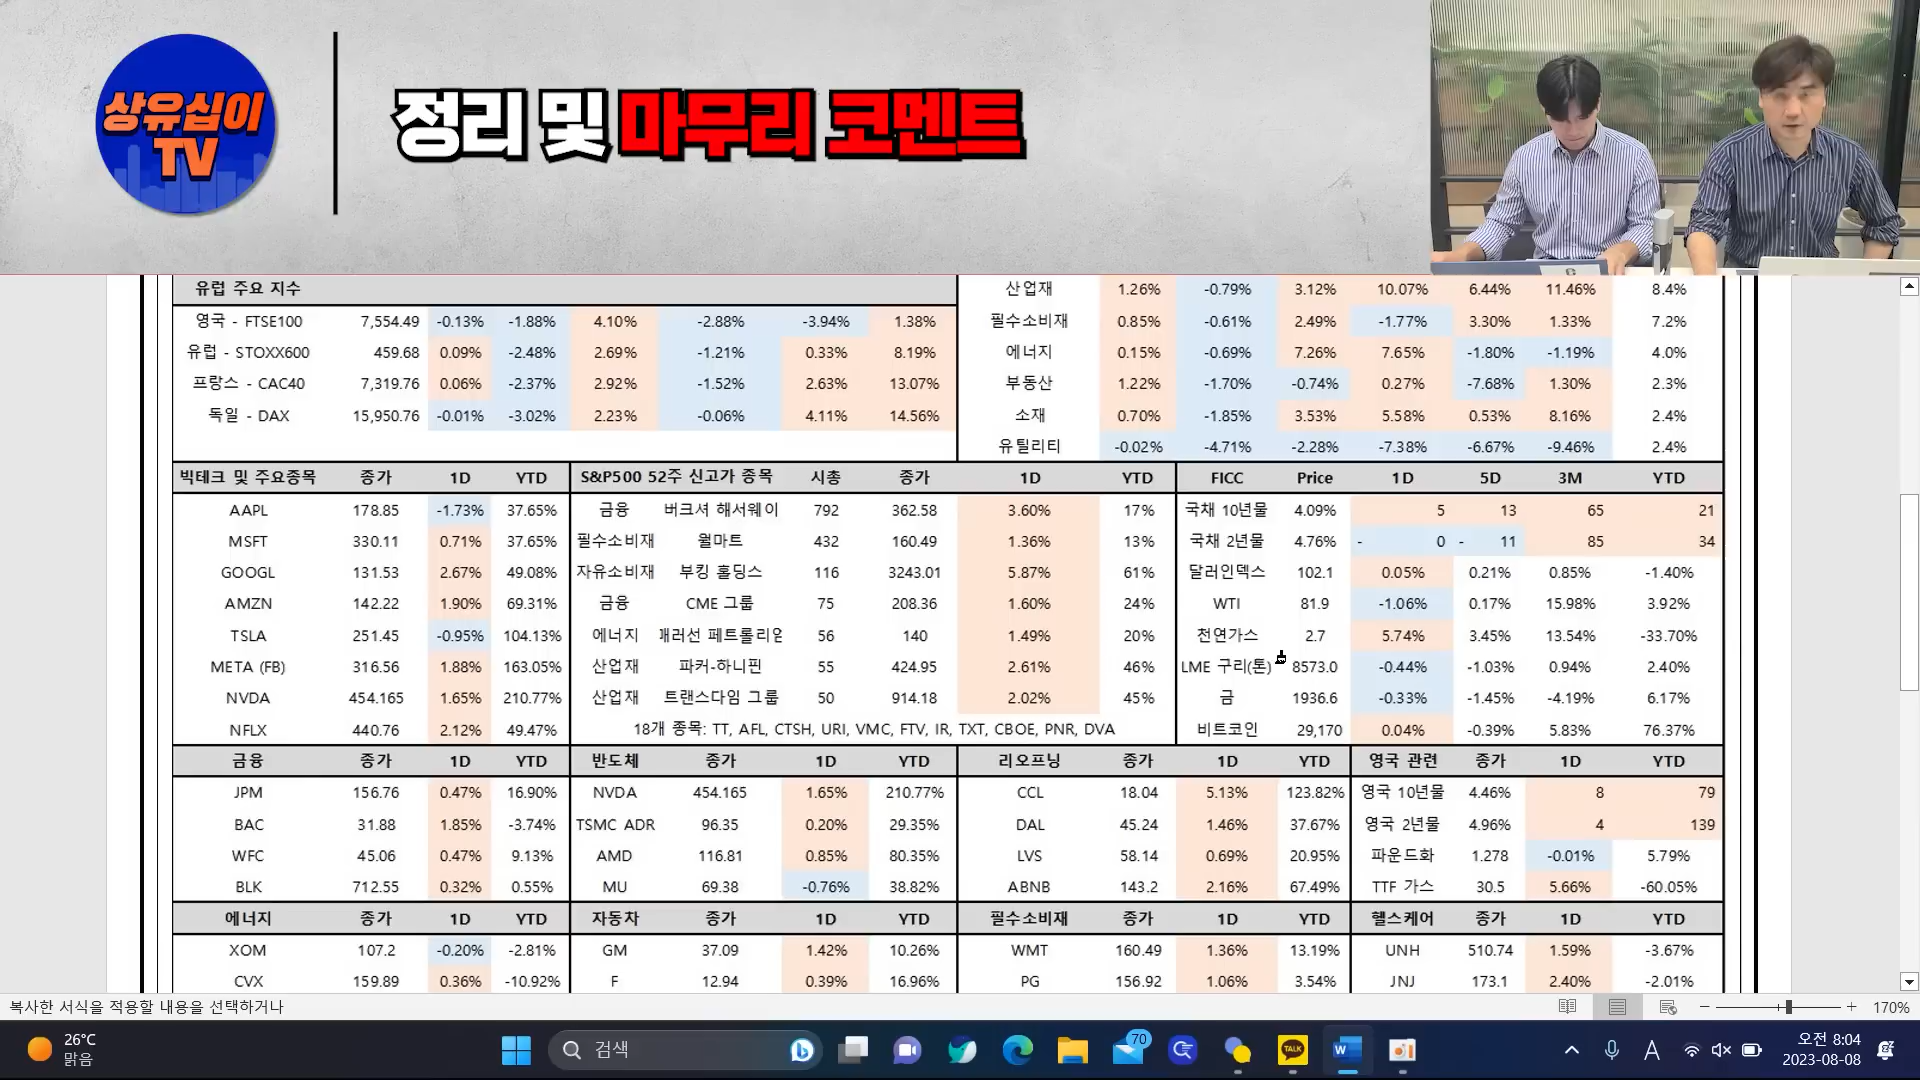 상유십이
TV
정리 및 마무리 코멘트
유럽 주요 지수
영국 - FTSE100 7,554.49 -0.13% -1.88% 4.10% -2.88% -3.94% 1.38%
유럽 - STOXX600 459.68 0.09% -2.48% 2.69% -1.21% 0.33% 8.19%
프랑스 - CAC40 7,319.76 0.06% -2.37% 2.92% -1.52% 2.63% 13.07%
독일 - DAX 15,950.76 -0.01% -3.02% 2.23% -0.06% 4.11% 14.56%
산업재 1.26% -0.79% 3.12% 10.07% 6.44% 11.46% 8.4%
필수소비재 0.85% -0.61% 2.49% -1.77% 3.30% 1.33% 7.2%
에너지 0.15% -0.69% 7.26% 7.65% -1.80% -1.19% 4.0%
부동산 1.22% -1.70% -0.74% 0.27% -7.68% 1.30% 2.3%
소재 0.70% -1.85% 3.53% 5.58% 0.53% 8.16% 2.4%
유틸리티 -0.02% -4.71% -2.28% -7.38% -6.67% -9.46% 2.4%
빅테크 및 주요종목 종가 1D YTD
AAPL 178.85 -1.73% 37.65%
MSFT 330.11 0.71% 37.65%
GOOGL 131.53 2.67% 49.08%
AMZN 142.22 1.90% 69.31%
TSLA 251.45 -0.95% 104.13%
META (FB) 316.56 1.88% 163.05%
NVDA 454.165 1.65% 210.77%
NFLX 440.76 2.12% 49.47%
S&P500 52주 신고가 종목 시총 종가 1D YTD
금융 버크셔 해서웨이 792 362.58 3.60% 17%
필수소비재 월마트 432 160.49 1.36% 13%
자유소비재 부킹 홀딩스 116 3243.01 5.87% 61%
금융 CME 그룹 75 208.36 1.60% 24%
에너지 패러선 페트롤리엄 56 140 1.49% 20%
산업재 파커-하니핀 55 424.95 2.61% 46%
산업재 트랜스다임 그룹 50 914.18 2.02% 45%
18개 종목: TT, AFL, CTSH, URI, VMC, FTV, IR, TXT, CBOE, PNR, DVA
FICC Price 1D 5D 3M YTD
국채 10년물 4.09% 5 13 65 21
국채 2년물 4.76% - 0 - 11 85 34
달러인덱스 102.1 0.05% 0.21% 0.85% -1.40%
WTI 81.9 -1.06% 0.17% 15.98% 3.92%
천연가스 2.7 5.74% 3.45% 13.54% -33.70%
LME 구리(톤) 8573.0 -0.44% -1.03% 0.94% 2.40%
금 1936.6 -0.33% -1.45% -4.19% 6.17%
비트코인 29,170 0.04% -0.39% 5.83% 76.37%
금융 종가 1D YTD
JPM 156.76 0.47% 16.90%
BAC 31.88 1.85% -3.74%
WFC 45.06 0.47% 9.13%
BLK 712.55 0.32% 0.55%
반도체 종가 1D YTD
NVDA 454.165 1.65% 210.77%
TSMC ADR 96.35 0.20% 29.35%
AMD 116.81 0.85% 80.35%
MU 69.38 -0.76% 38.82%
리오프닝 종가 1D YTD
CCL 18.04 5.13% 123.82%
DAL 45.24 1.46% 37.67%
LVS 58.14 0.69% 20.95%
ABNB 143.2 2.16% 67.49%
영국 관련 종가 1D YTD
영국 10년물 4.46% 8 79
영국 2년물 4.96% 4 139
파운드화 1.278 -0.01% 5.79%
TTF 가스 30.5 5.66% -60.05%
에너지 종가 1D YTD
XOM 107.2 -0.20% -2.81%
CVX 159.89 0.36% -10.92%
자동차 종가 1D YTD
GM 37.09 1.42% 10.26%
F 12.94 0.39% 16.96%
필수소비재 종가 1D YTD
WMT 160.49 1.36% 13.19%
PG 156.92 1.06% 3.54%
헬스케어 종가 1D YTD
UNH 510.74 1.59% -3.67%
JNJ 173.1 2.40% -2.01%
복사한 서식을 적용할 내용을 선택하거나
170%
26°C
맑음
검색
70
TALK
A
오전 8:04
2023-08-08